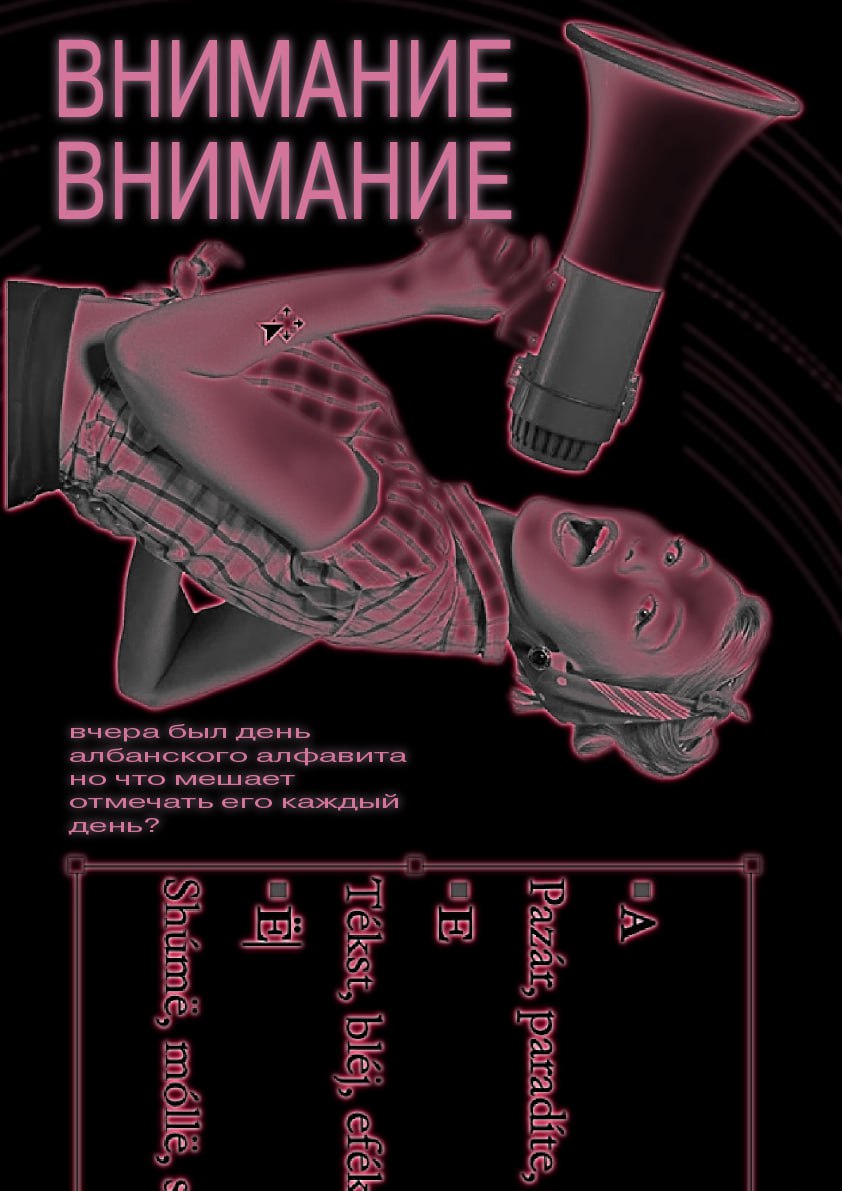 ВНИМАНИЕ
ВНИМАНИЕ
вчера был день
албанского алфавита
но что мешает
отмечать его каждый
день?
A
Pazár, paradíte,
E
Tékst, bléj, efék
Ë
Shúmë, móllë, s